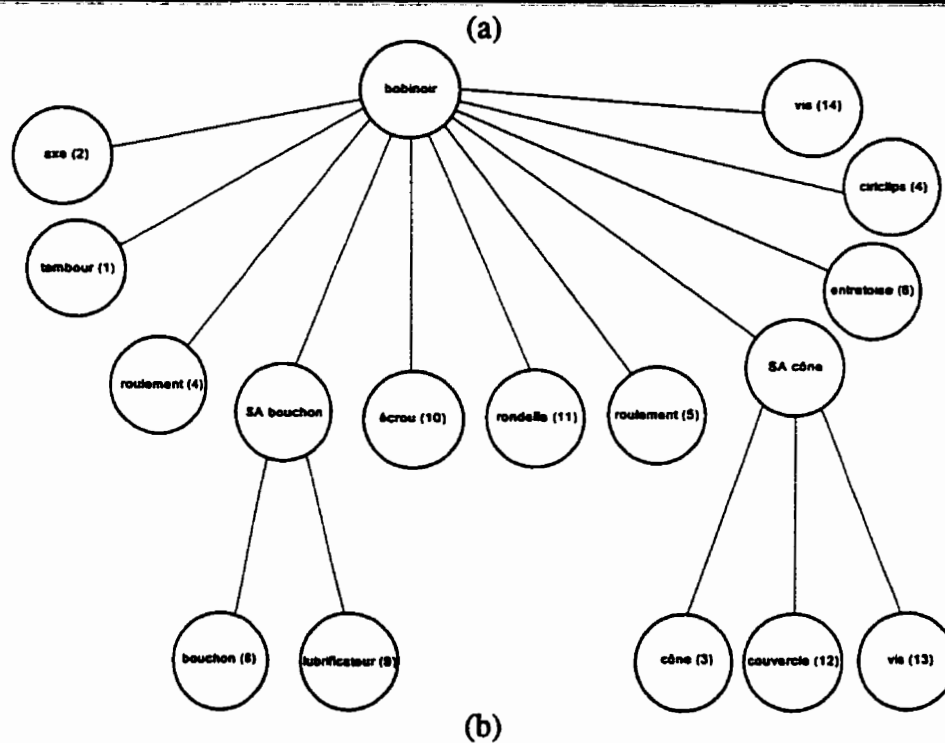 (a)
bobinoir
vis (14)
axe (2)
ciriclips (4)
tambour (1)
entretoise (6)
SA cône
roulement (4)
SA bouchon
écrou (10)
rondelle (11)
roulement (5)
bouchon (8)
lubrificateur (9)
cône (3)
couvercle (12)
vis (13)
(b)